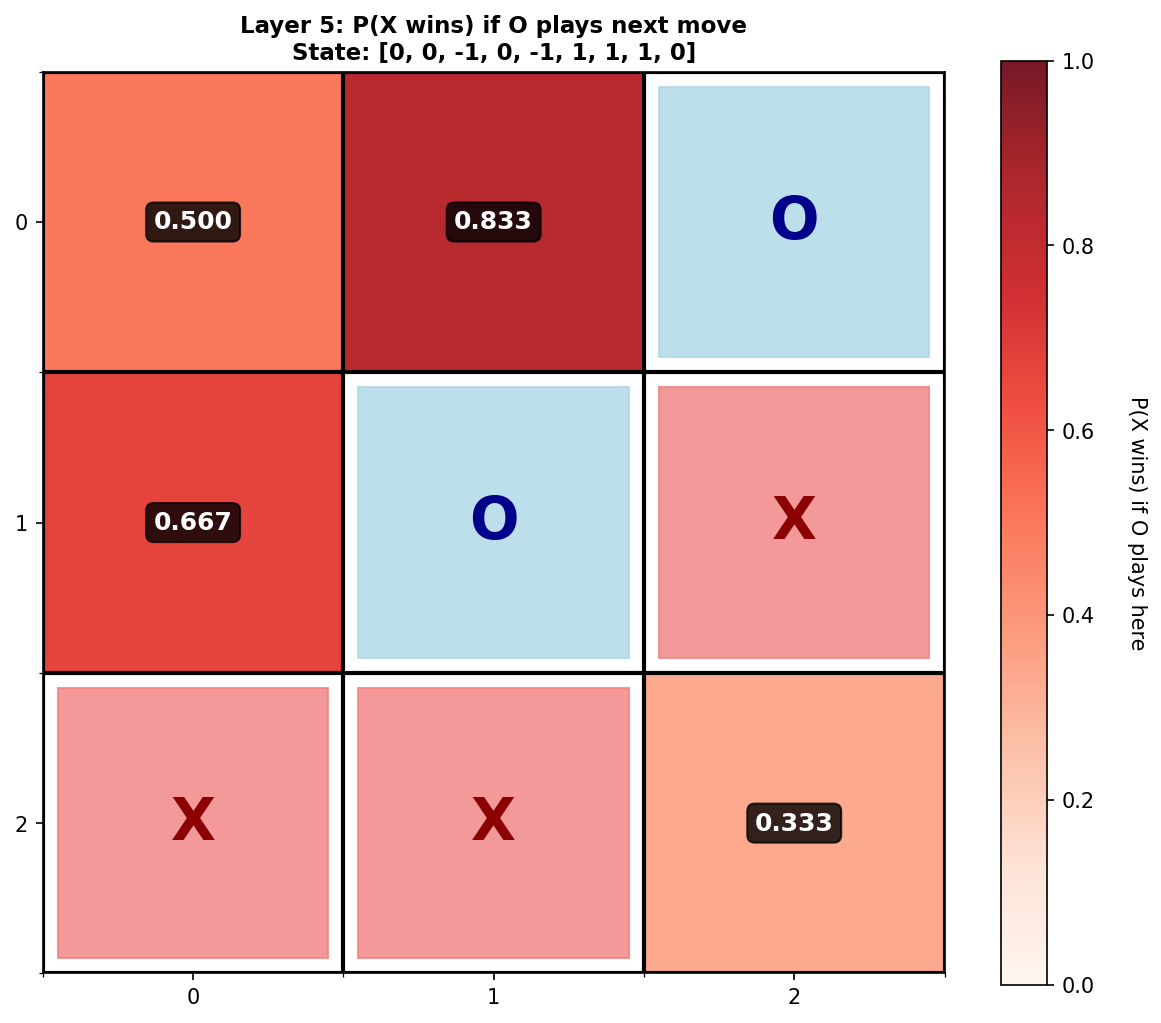 Layer 5: P(X wins) if O plays next move
State: [0, 0, -1, 0, -1, 1, 1, 1, 0]
0
0.500
0.833
O
1
0.667
O
X
2
X
X
0.333
0
1
2
1.0
0.8
0.6
0.4
0.2
0.0
P(X wins) if O plays here